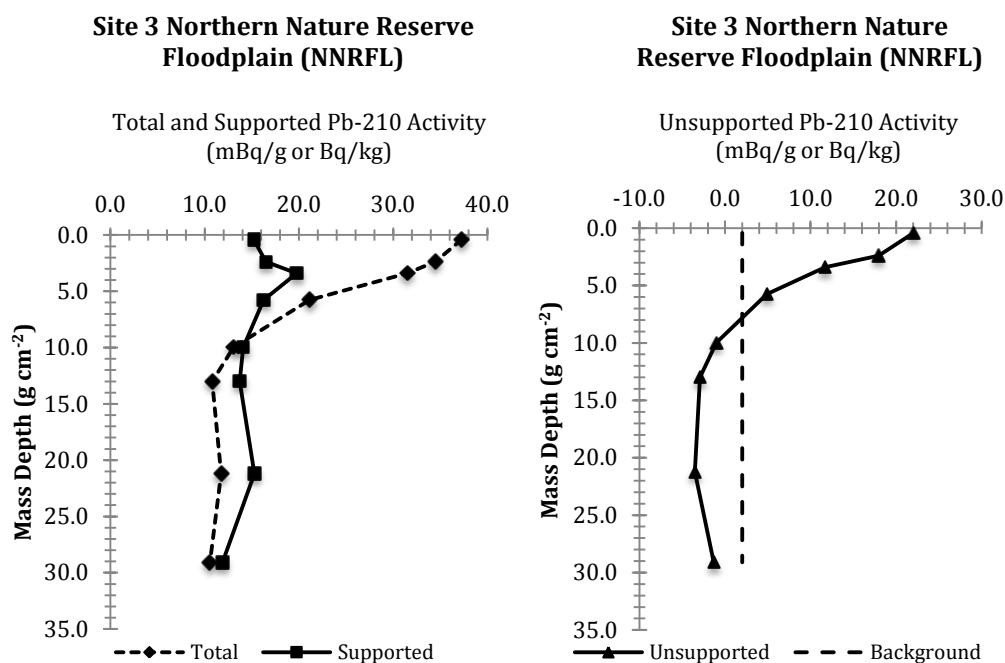 Site 3 Northern Nature Reserve
Floodplain (NNRFL)
Total and Supported Pb-210 Activity
(mBq/g or Bq/kg)
0.0 10.0 20.0 30.0 40.0
0.0
5.0
10.0
15.0
20.0
25.0
30.0
35.0
Mass Depth (g cm⁻²)
Total Supported
Site 3 Northern Nature
Reserve Floodplain (NNRFL)
Unsupported Pb-210 Activity
(mBq/g or Bq/kg)
-10.0 0.0 10.0 20.0 30.0
0.0
5.0
10.0
15.0
20.0
25.0
30.0
35.0
Mass Depth (g cm⁻²)
Unsupported Background